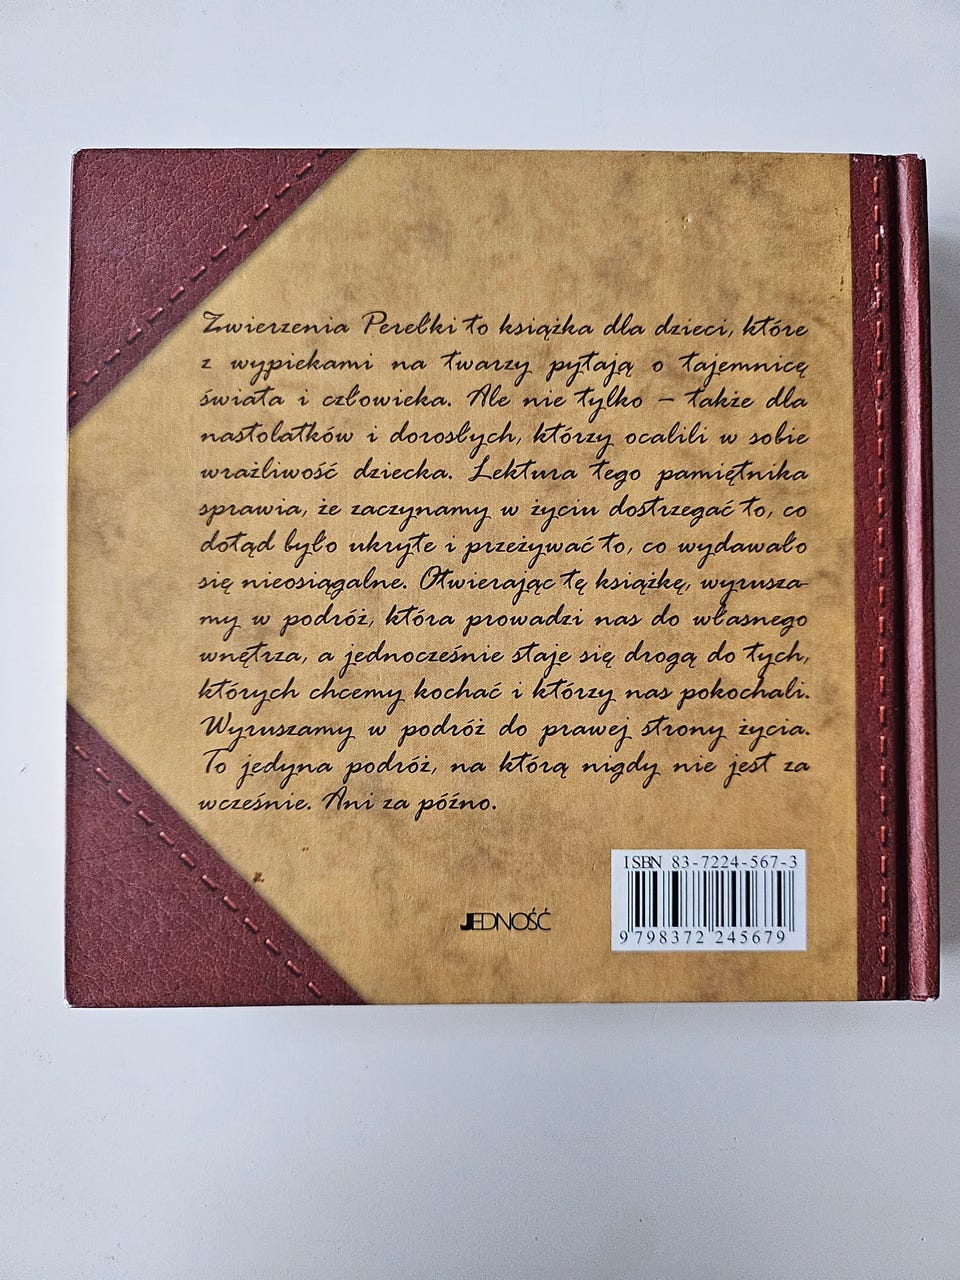 Zwierzenia Perełki to książka dla dzieci, które
z wypiekami na twarzy pytają o tajemnicę
świata i człowieka. Ale nie tylko – także dla
nastolatków i dorosłych, którzy ocalili w sobie
wrażliwość dziecka. Lektura tego pamiętnika
sprawia, że zaczynamy w życiu dostrzegać to, co
dotąd było ukryte i przeżywać to, co wydawało
się nieosiągalne. Otwierając tę książkę, wyrusza-
my w podróż, która prowadzi nas do własnego
wnętrza, a jednocześnie staje się drogą do tych,
których chcemy kochać i którzy nas pokochali.
Wyruszamy w podróż do prawej strony życia.
To jedyna podróż, na którą nigdy nie jest za
wcześnie. Ani za późno.
ISBN 83-7224-567-3
JEDNOŚĆ
9 798372 245679